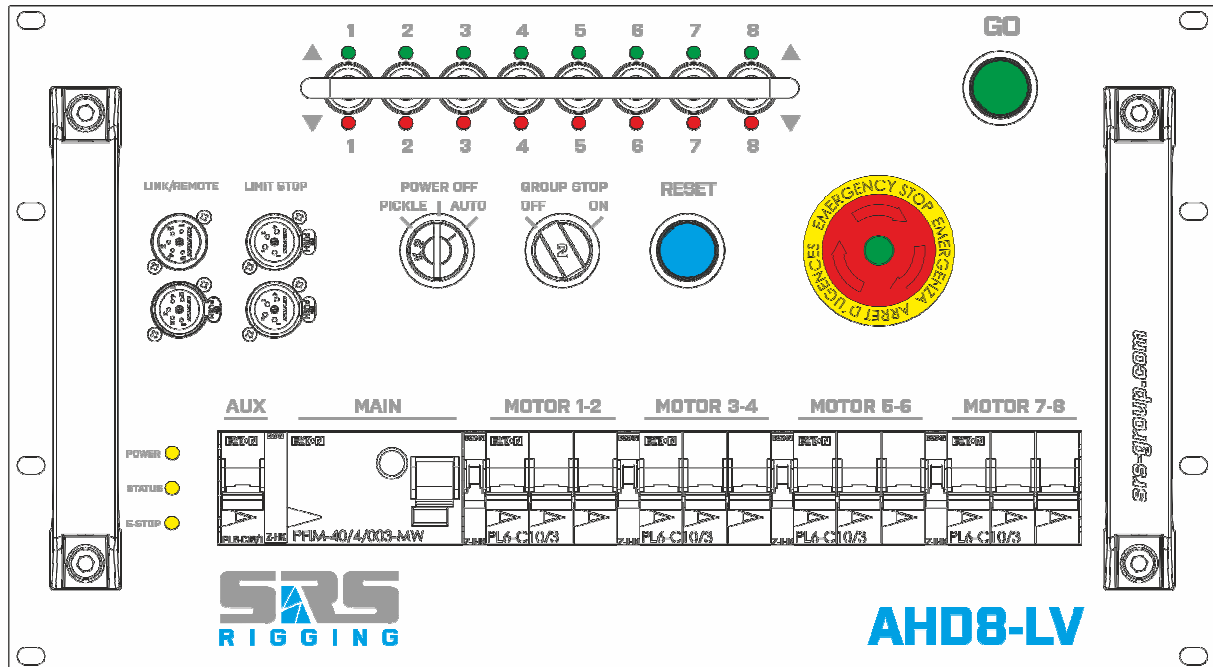 GO
1 2 3 4 5 6 7 8
1 2 3 4 5 6 7 8
LINK/REMOTE
LIMIT STOP
POWER OFF
PICKLE
AUTO
GROUP STOP
OFF
ON
2
RESET
EMERGENCY STOP EMERGENZA ARRET D'UGENCES
srs-group.com
AUX
MAIN
MOTOR 1-2
MOTOR 3-4
MOTOR 5-6
MOTOR 7-8
POWER
STATUS
E-STOP
EATON
EATON
EATON
EATON
EATON
EATON
PFIM-40/4/003-MW
PL6-C10/3
PL6-C10/3
PL6-C10/3
PL6-C10/3
SRS
RIGGING
AHD8-LV